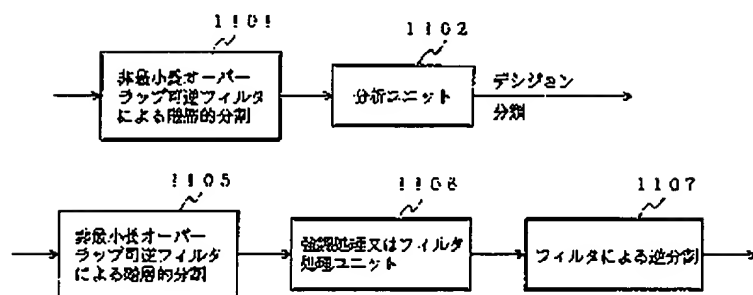 1101
1102
非最小長オーバー
ラップ可逆フィルタ
による階層的分割
分析ユニット
デシジョン
分類
1105
1106
1107
非最小長オーバー
ラップ可逆フィルタ
による階層的分割
強調処理又はフィルタ
処理ユニット
フィルタによる逆分割